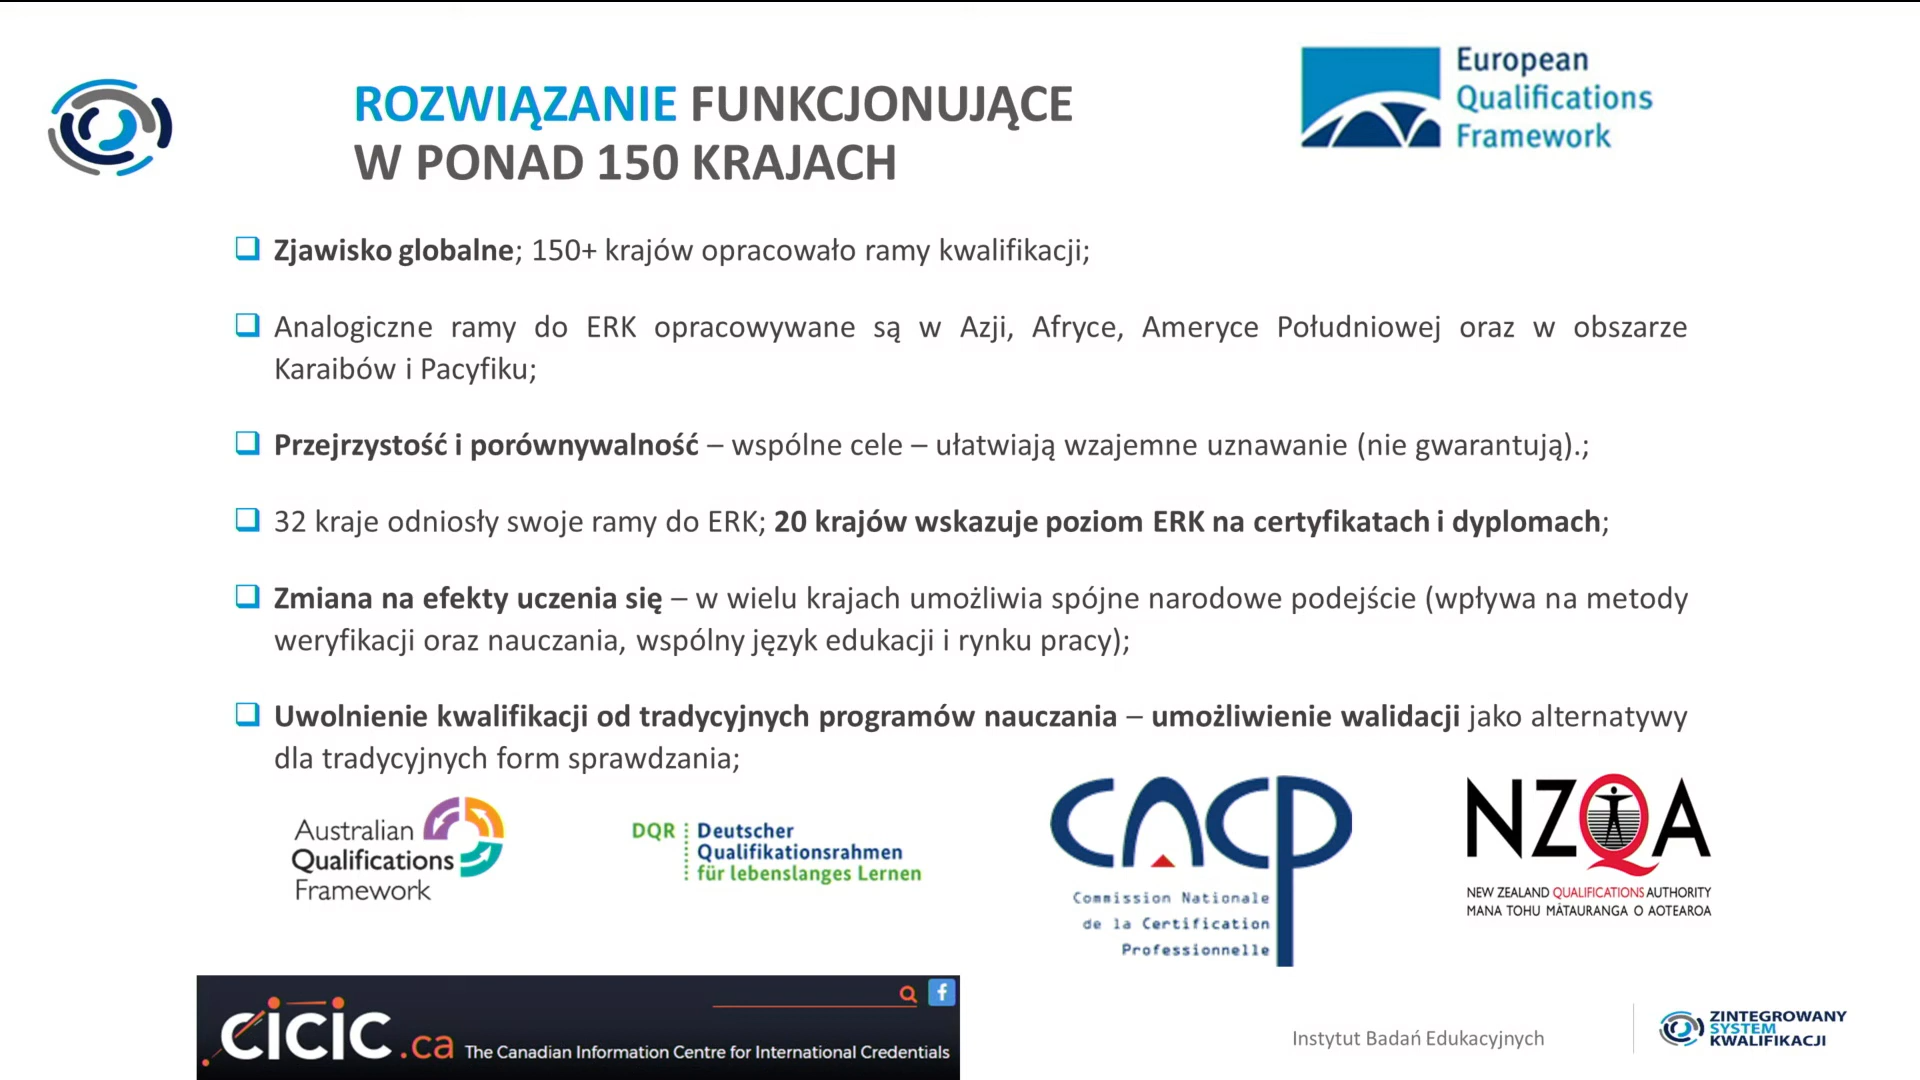 ROZWIĄZANIE FUNKCJONUJĄCE
W PONAD 150 KRAJACH
European
Qualifications
Framework
Zjawisko globalne; 150+ krajów opracowało ramy kwalifikacji;
Analogiczne ramy do ERK opracowywane są w Azji, Afryce, Ameryce Południowej oraz w obszarze
Karaibów i Pacyfiku;
Przejrzystość i porównywalność – wspólne cele – ułatwiają wzajemne uznawanie (nie gwarantują).;
32 kraje odniosły swoje ramy do ERK; 20 krajów wskazuje poziom ERK na certyfikatach i dyplomach;
Zmiana na efekty uczenia się – w wielu krajach umożliwia spójne narodowe podejście (wpływa na metody
weryfikacji oraz nauczania, wspólny język edukacji i rynku pracy);
Uwolnienie kwalifikacji od tradycyjnych programów nauczania – umożliwienie walidacji jako alternatywy
dla tradycyjnych form sprawdzania;
Australian
Qualifications
Framework
DQR Deutscher
Qualifikationsrahmen
für lebenslanges Lernen
CNCP
Commission Nationale
de la Certification
Professionnelle
NZQA
NEW ZEALAND QUALIFICATIONS AUTHORITY
MANA TOHU MĀTAURANGA O AOTEAROA
f
cicic.ca The Canadian Information Centre for International Credentials
Instytut Badań Edukacyjnych
ZINTEGROWANY
SYSTEM
KWALIFIKACJI